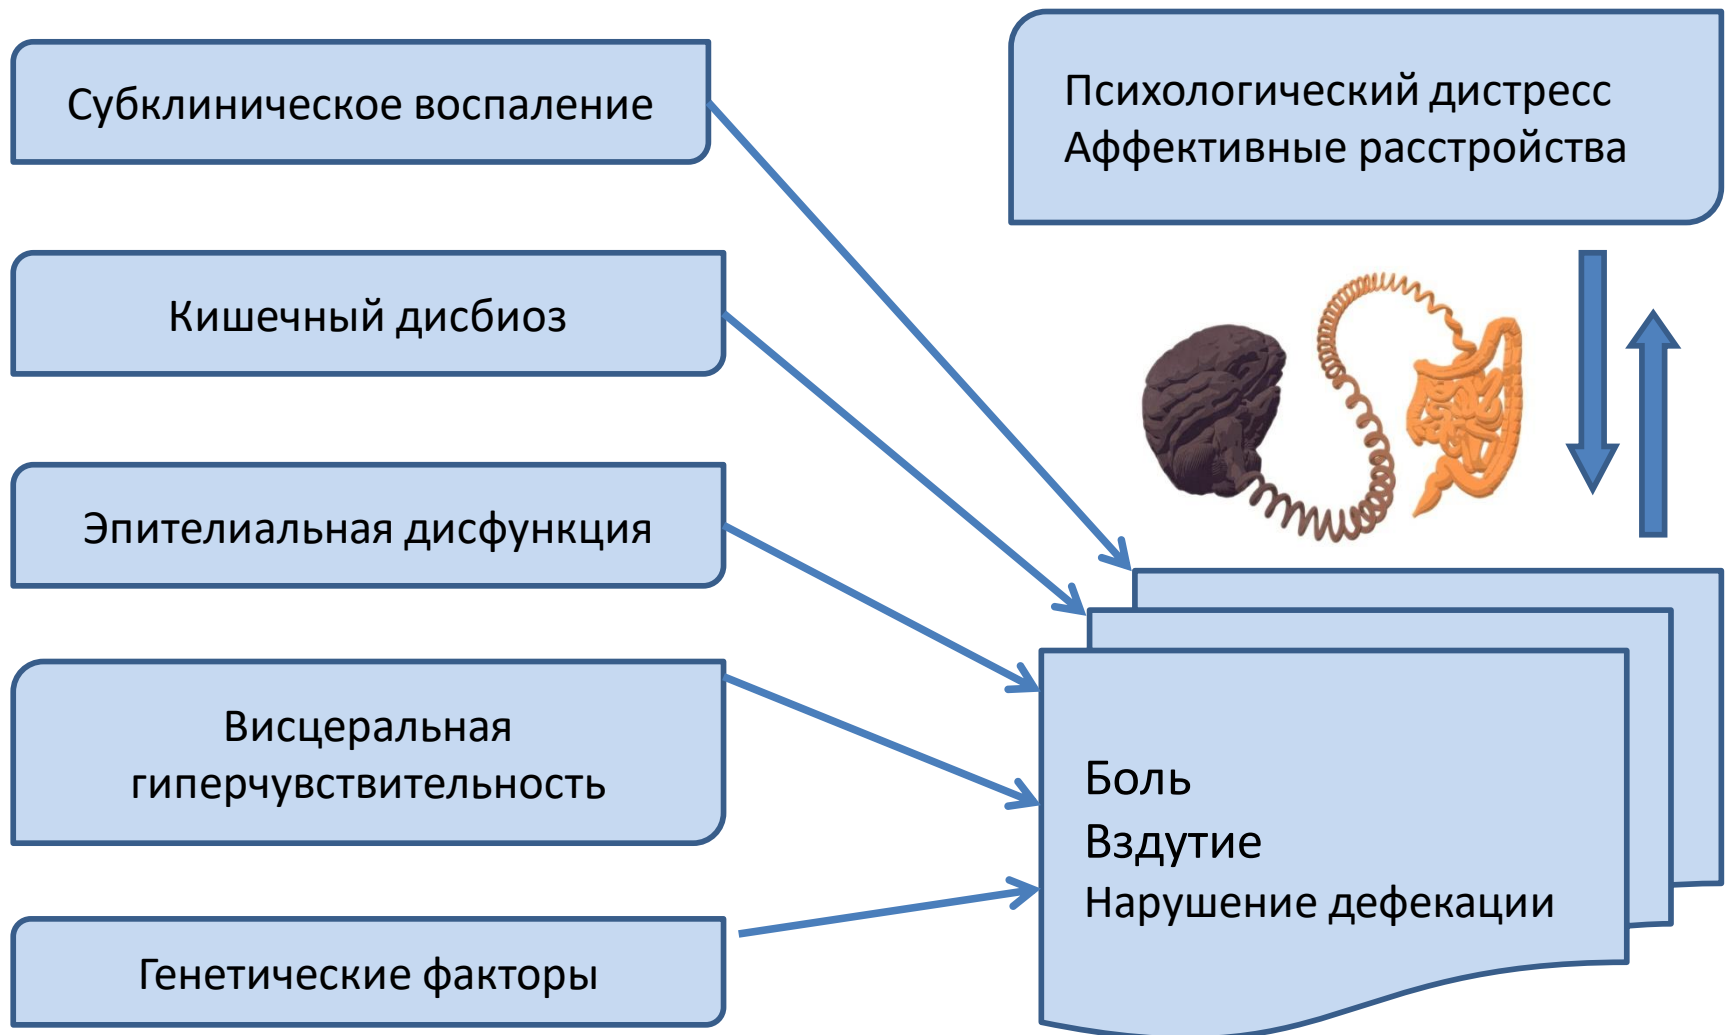 Субклиническое воспаление
Кишечный дисбиоз
Эпителиальная дисфункция
Висцеральная
гиперчувствительность
Генетические факторы
Психологический дистресс
Аффективные расстройства
Боль
Вздутие
Нарушение дефекации